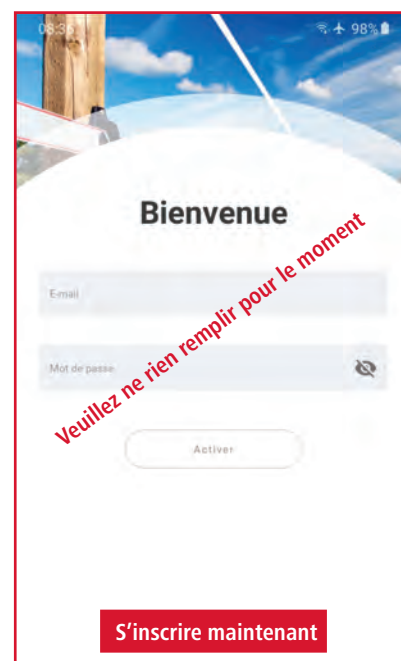 08:36 98%
Bienvenue
E-mail
Mot de passe
Veuillez ne rien remplir pour le moment
Activer
S'inscrire maintenant